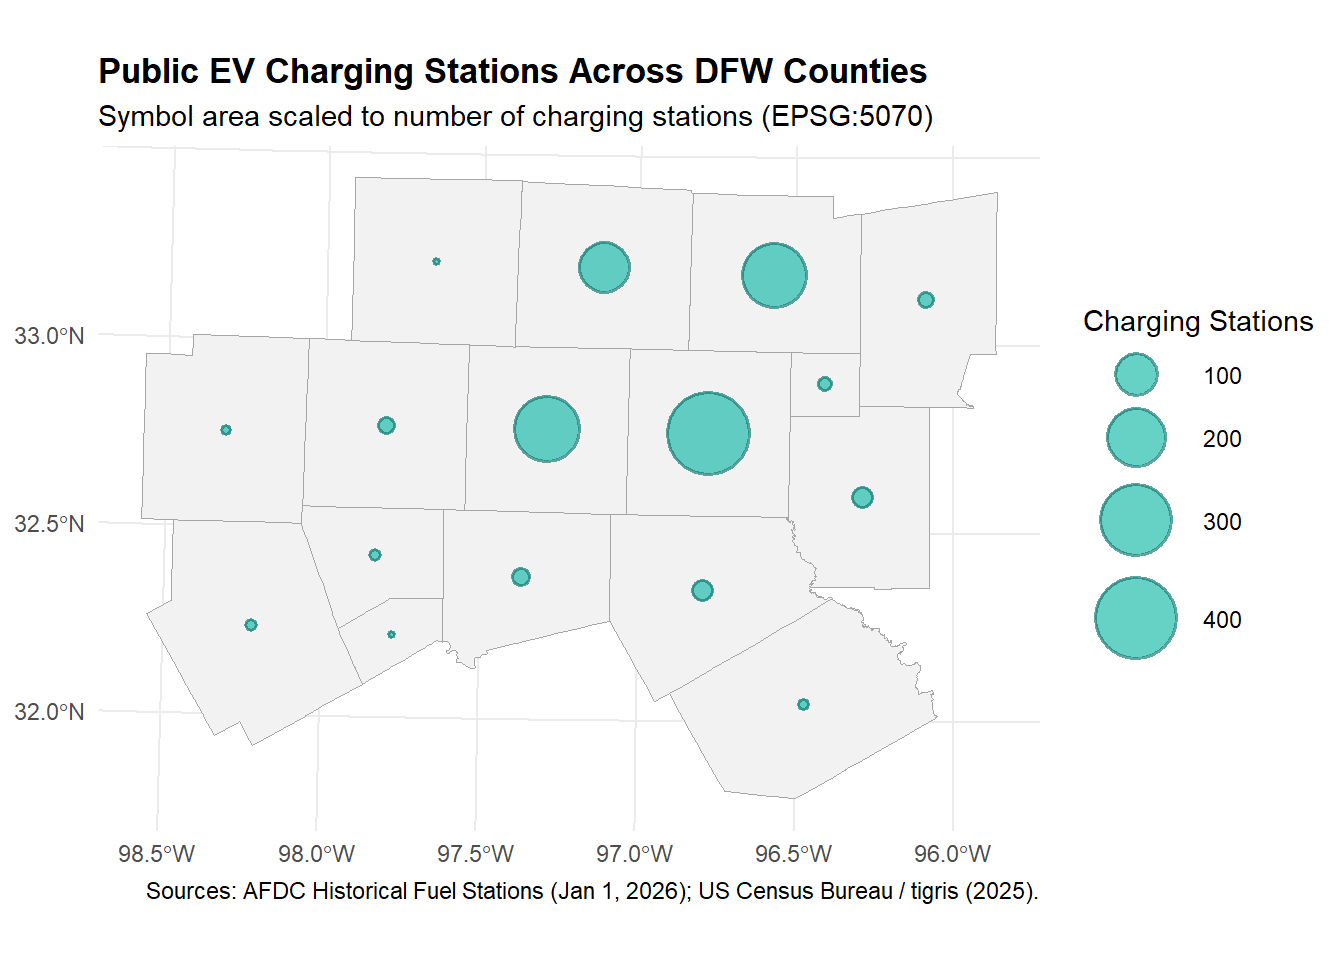 Public EV Charging Stations Across DFW Counties
Symbol area scaled to number of charging stations (EPSG:5070)
33.0°N
32.5°N
32.0°N
98.5°W
98.0°W
97.5°W
97.0°W
96.5°W
96.0°W
Charging Stations
100
200
300
400
Sources: AFDC Historical Fuel Stations (Jan 1, 2026); US Census Bureau / tigris (2025).